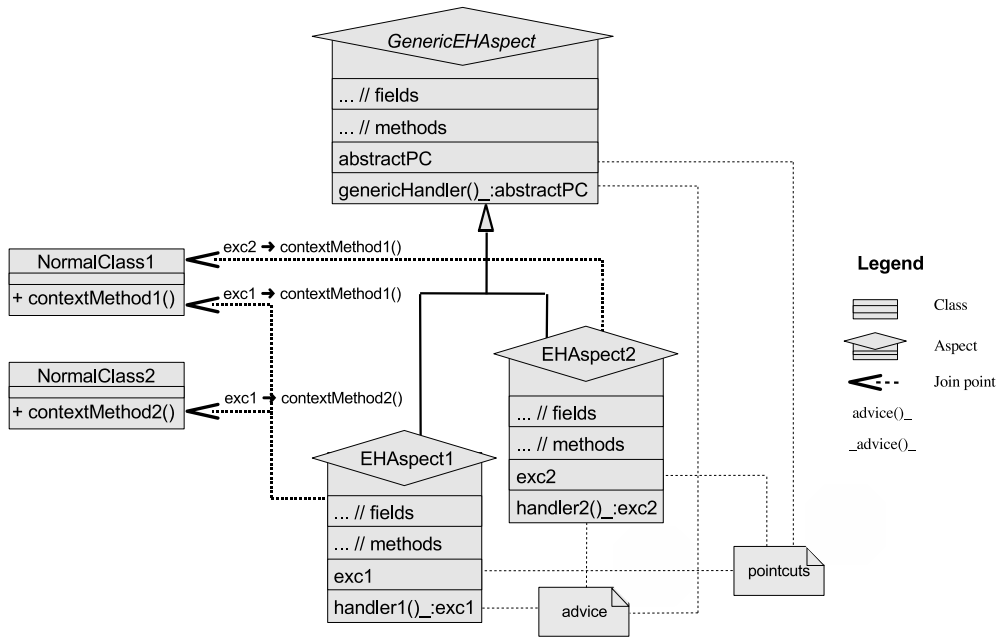 GenericEHAspect
... // fields
... // methods
abstractPC
genericHandler()_:abstractPC
exc2 ➔ contextMethod1()
NormalClass1
+ contextMethod1()
exc1 ➔ contextMethod1()
NormalClass2
+ contextMethod2()
exc1 ➔ contextMethod2()
EHAspect2
... // fields
... // methods
exc2
handler2()_:exc2
EHAspect1
... // fields
... // methods
exc1
handler1()_:exc1
advice
pointcuts
Legend
Class
Aspect
Join point
advice()_
_advice()_